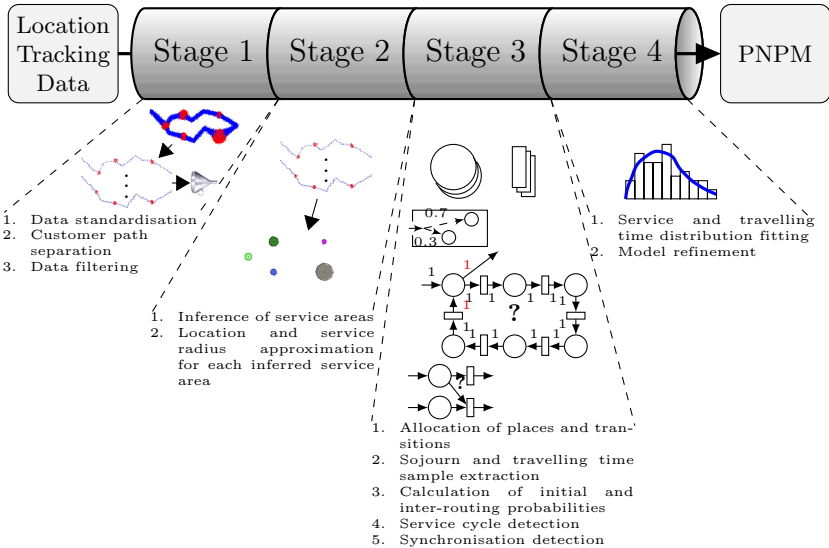 Location
Tracking
Data
Stage 1
Stage 2
Stage 3
Stage 4
PNPM
1. Data standardisation
2. Customer path
separation
3. Data filtering
1. Inference of service areas
2. Location and service
radius approximation
for each inferred service
area
0.7
0.3
1
1
1
1
1
1
1
?
1
1
1
1
1
1
1
?
1. Allocation of places and tran-
sitions
2. Sojourn and travelling time
sample extraction
3. Calculation of initial and
inter-routing probabilities
4. Service cycle detection
5. Synchronisation detection
1. Service and travelling
time distribution fitting
2. Model refinement